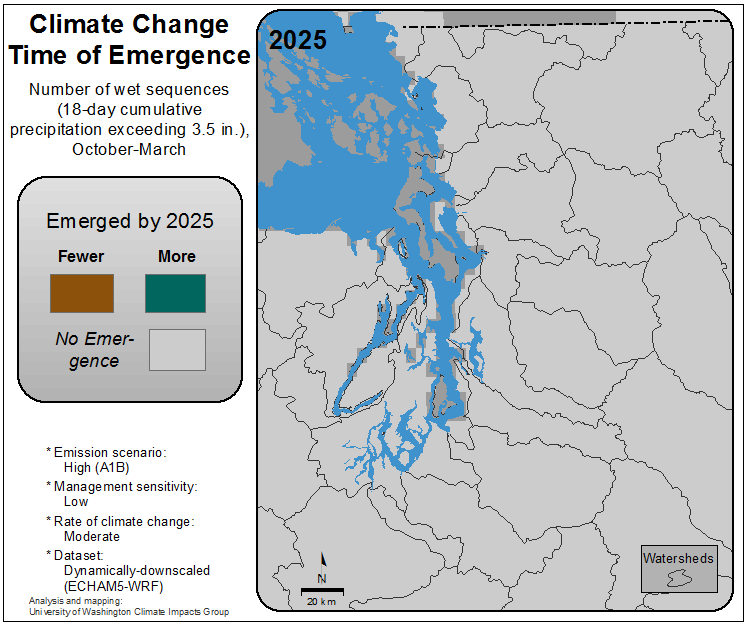 Climate Change
Time of Emergence
Number of wet sequences
(18-day cumulative
precipitation exceeding 3.5 in.),
October-March
Emerged by 2025
Fewer More
No Emer-
gence
* Emission scenario:
High (A1B)
* Management sensitivity:
Low
* Rate of climate change:
Moderate
* Dataset:
Dynamically-downscaled
(ECHAM5-WRF)
Analysis and mapping:
University of Washington Climate Impacts Group
2025
N
20 km
Watersheds